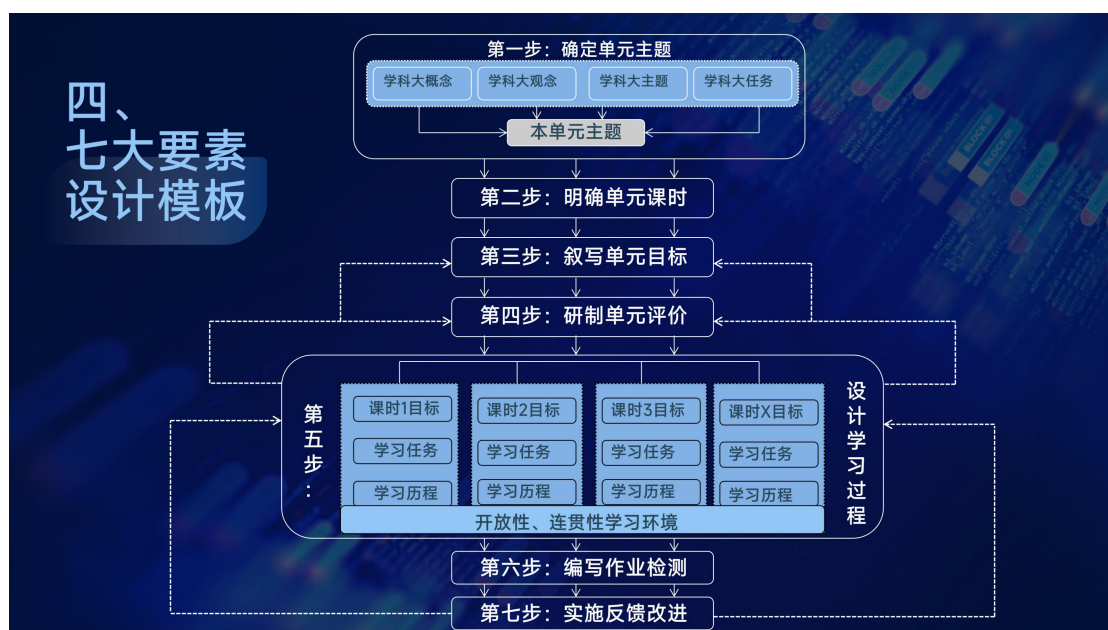 四、
七大要素
设计模板
第一步：确定单元主题
学科大概念 学科大观念 学科大主题 学科大任务
本单元主题
第二步：明确单元课时
第三步：叙写单元目标
第四步：研制单元评价
第五步：
课时1目标 课时2目标 课时3目标 课时X目标
学习任务 学习任务 学习任务 学习任务
学习历程 学习历程 学习历程 学习历程
开放性、连贯性学习环境
设计学习过程
第六步：编写作业检测
第七步：实施反馈改进